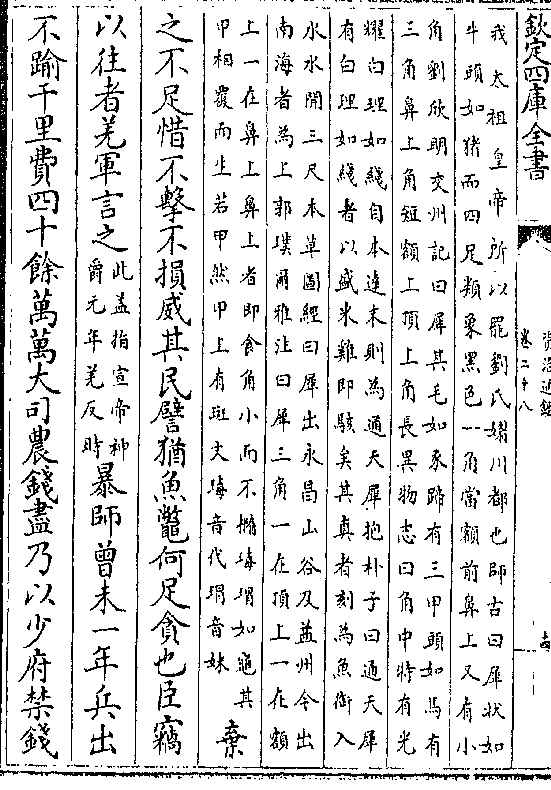 欽定四庫全書
資治通鑑
卷二十八
我太祖皇帝所以罷劉氏媚川都也師古曰犀狀如
牛頭如猪而四足類象黑色一角當額前鼻上又有小
角劉欣明交州記曰犀其毛如豕蹄有三甲頭如馬有
三角鼻上角短額上頂上角長異物志曰角中特有光
耀白理如綫自本達末則為通天犀抱朴子曰通天犀
有白理如綫者以盛米雞即駭矣其真者刻為魚銜入
水水開三尺本草圖經曰犀出永昌山谷及益州今出
南海者為上郭璞爾雅注曰犀三角一在頂上一在額
上一在鼻上鼻上者即食角小而不橢瑇瑁如龜其
甲相覆而生若甲然甲上有斑文瑇音代瑁音妹
棄
之不足惜不擊不損威其民譬猶魚鼈何足貪也臣竊
以往者羌軍言之
此盖指宣帝神
爵元年羌反時
暴師曾未一年兵出
不踰千里費四十餘萬萬大司農錢盡乃以少府禁錢